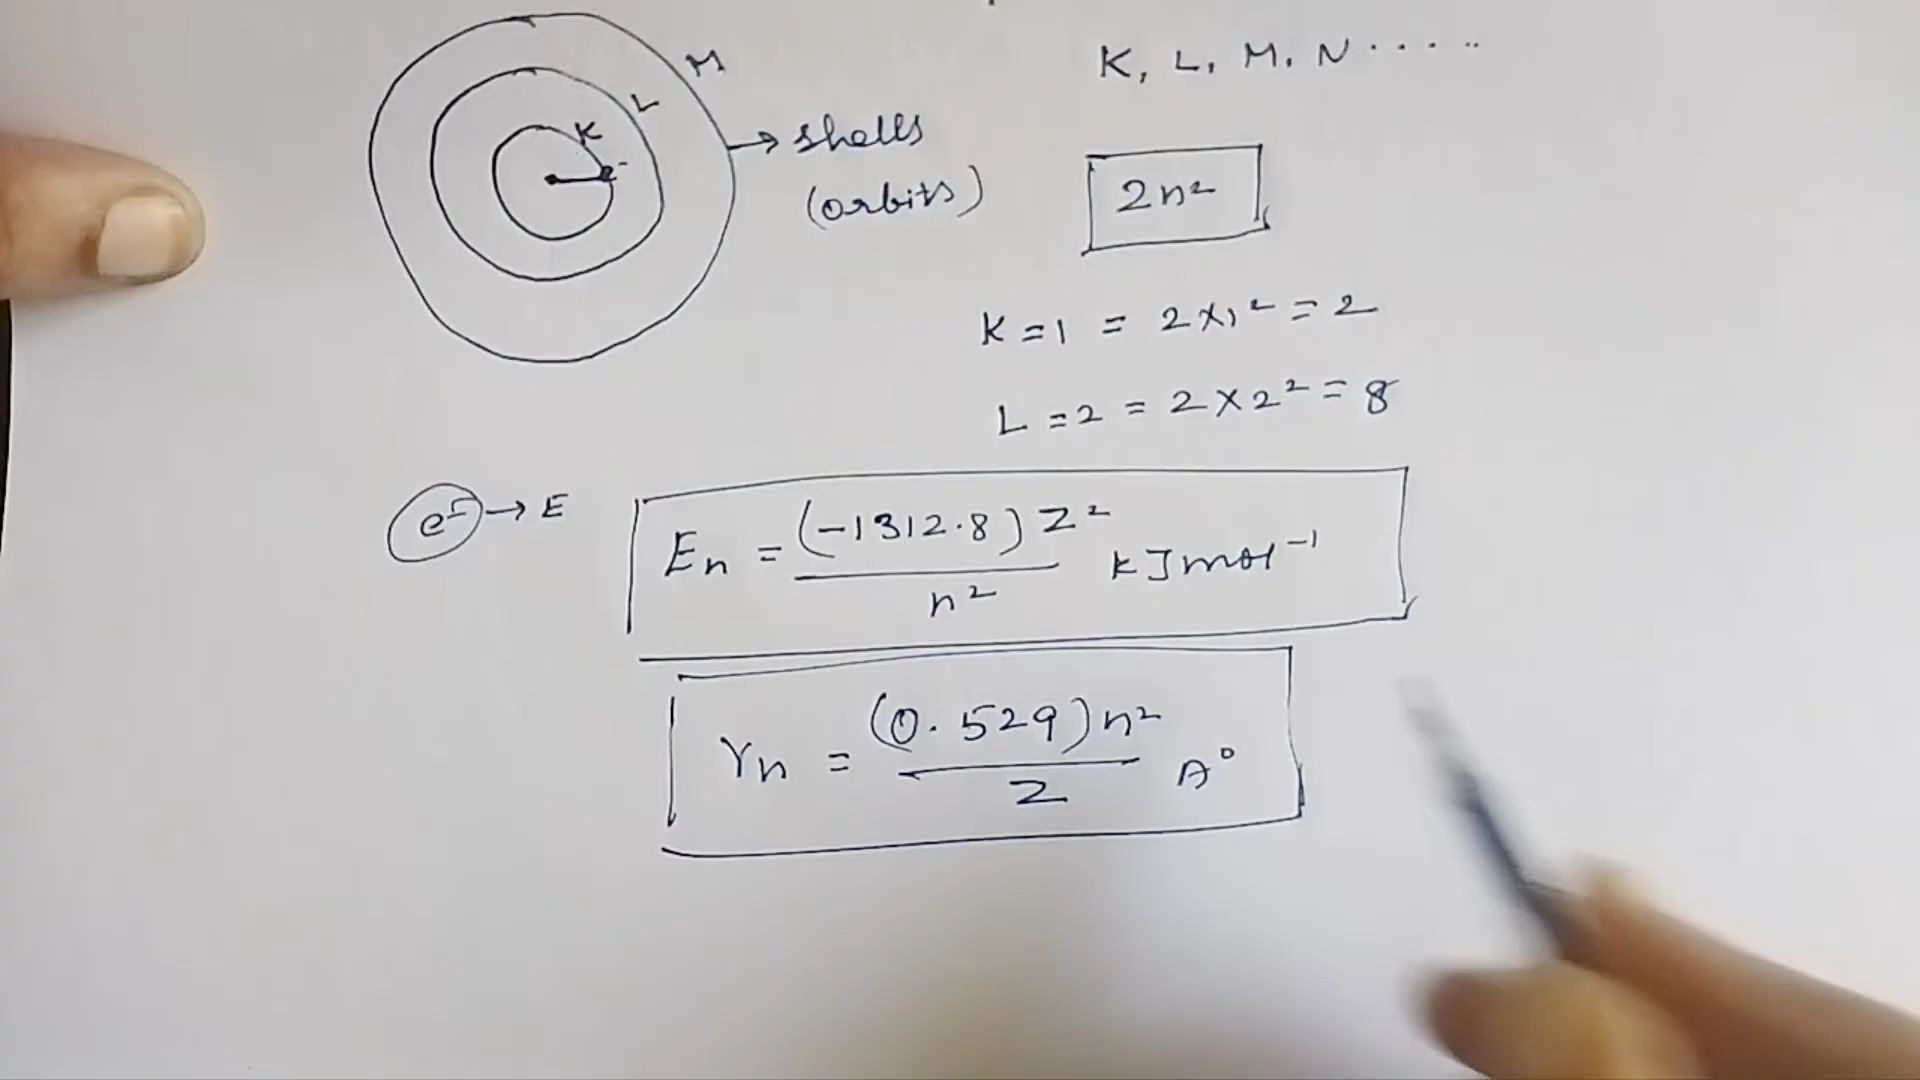 M
L
K
e-
→ shells
(orbits)
K, L, M, N ......
2n²
K = 1 = 2×1² = 2
L = 2 = 2×2² = 8
e- → E
En = (-1312.8) Z² / n² kJ mol⁻¹
rn = (0.529) n² / Z A°